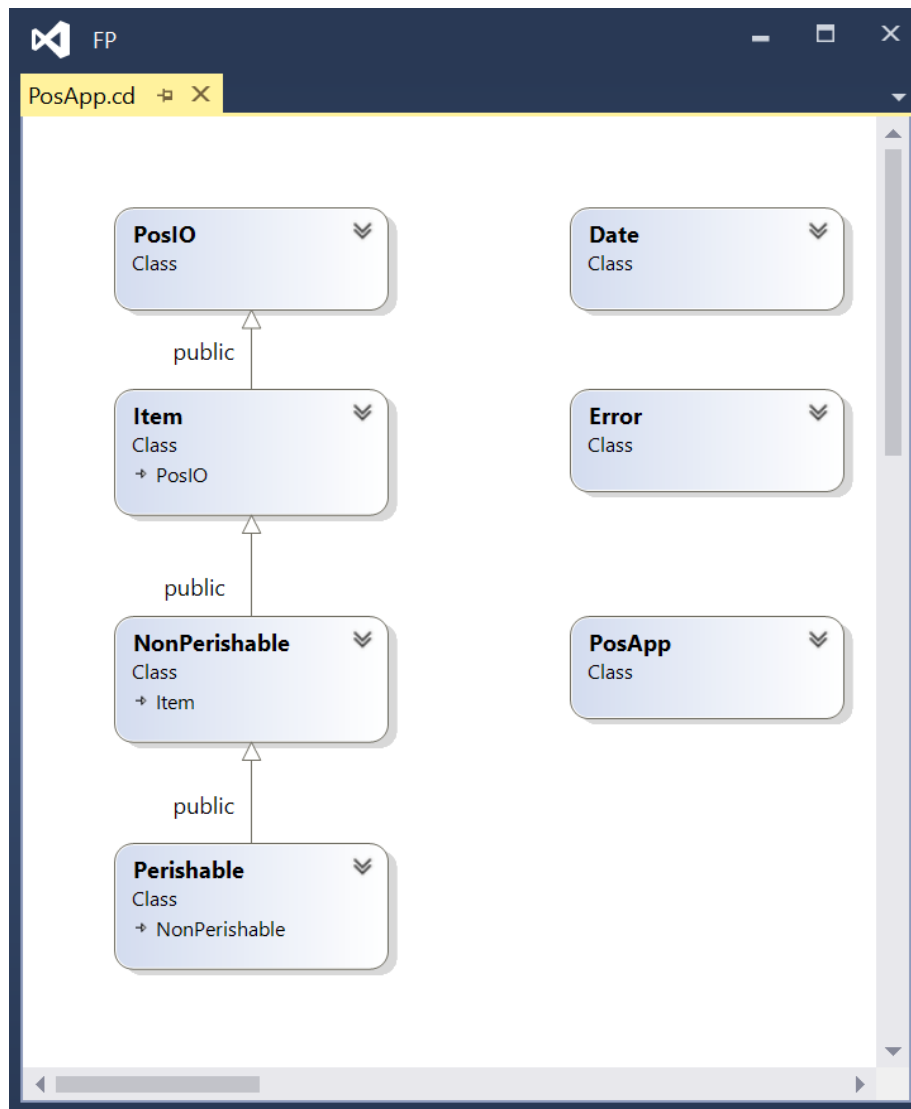 FP
PosApp.cd
PosIO
Class
Date
Class
public
Item
Class
PosIO
Error
Class
public
NonPerishable
Class
Item
PosApp
Class
public
Perishable
Class
NonPerishable